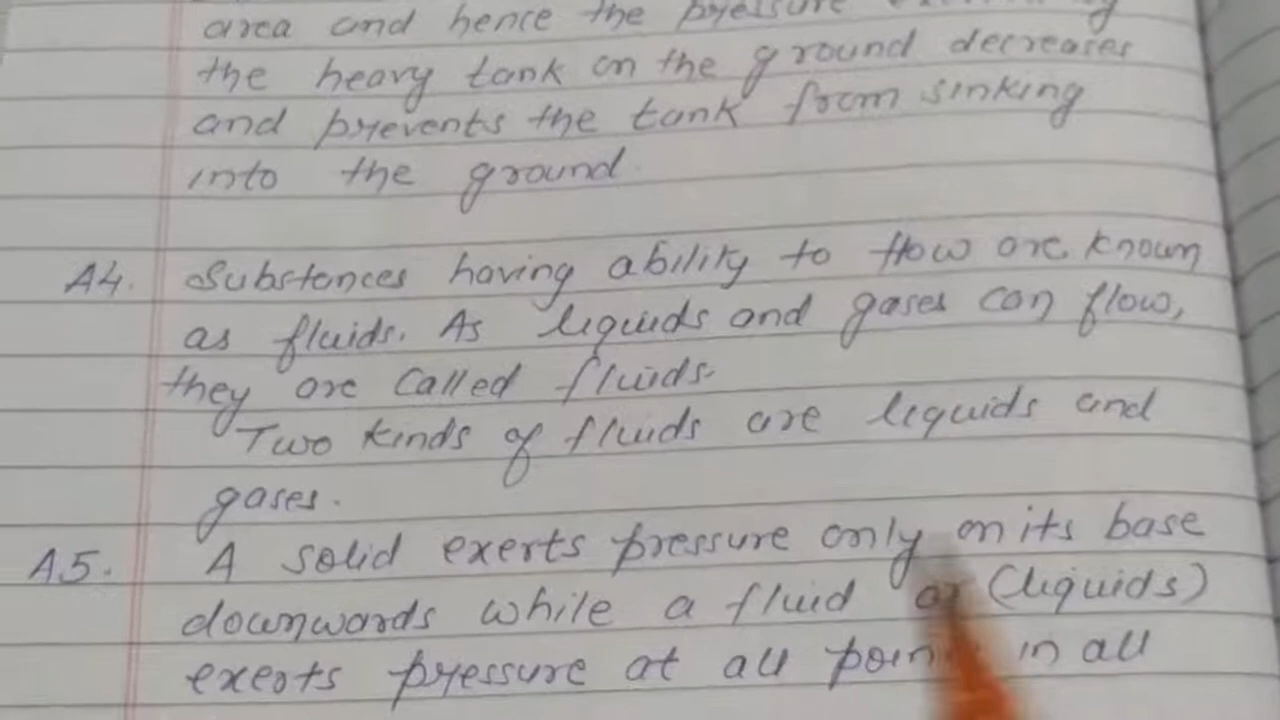 area and hence the pressure
the heavy tank on the ground decreases
and prevents the tank from sinking
into the ground.
A4. Substances having ability to flow are known
as fluids. As liquids and gases can flow,
they are called fluids.
Two kinds of fluids are liquids and
gases.
A5. A solid exerts pressure only on its base
downwards while a fluid or (liquids)
exerts pressure at all points in all